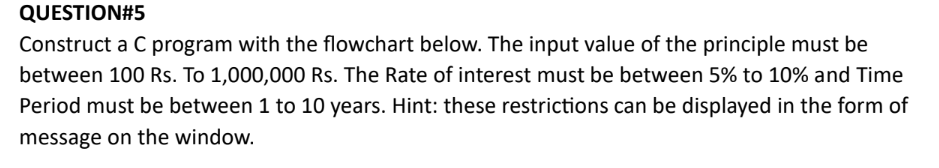 QUESTION#5
Construct a C program with the flowchart below. The input value of the principle must be
between 100 Rs. To 1,000,000 Rs. The Rate of interest must be between 5% to 10% and Time
Period must be between 1 to 10 years. Hint: these restrictions can be displayed in the form of
message on the window.